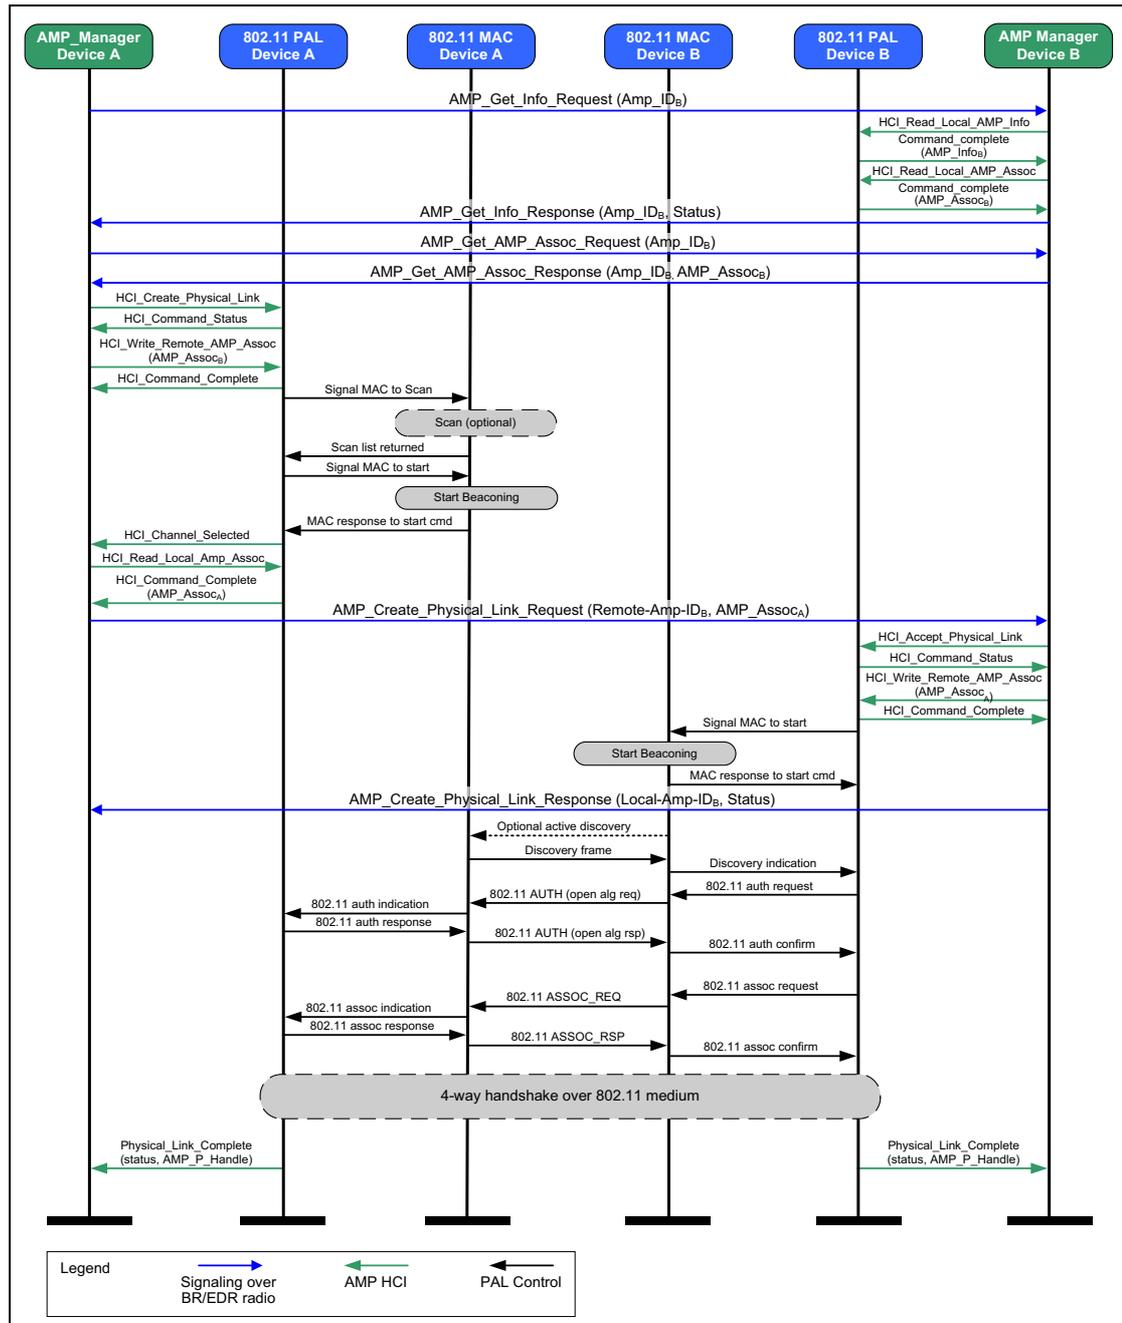 AMP_Manager
Device A
802.11 PAL
Device A
802.11 MAC
Device A
802.11 MAC
Device B
802.11 PAL
Device B
AMP Manager
Device B
AMP_Get_Info_Request (Amp_IDB)
HCI_Read_Local_AMP_Info
Command_complete
(AMP_InfoB)
HCI_Read_Local_AMP_Assoc
Command_complete
(AMP_AssocB)
AMP_Get_Info_Response (Amp_IDB, Status)
AMP_Get_AMP_Assoc_Request (Amp_IDB)
AMP_Get_AMP_Assoc_Response (Amp_IDB, AMP_AssocB)
HCI_Create_Physical_Link
HCI_Command_Status
HCI_Write_Remote_AMP_Assoc
(AMP_AssocB)
HCI_Command_Complete
Signal MAC to Scan
Scan (optional)
Scan list returned
Signal MAC to start
Start Beaconing
MAC response to start cmd
HCI_Channel_Selected
HCI_Read_Local_Amp_Assoc
HCI_Command_Complete
(AMP_AssocA)
AMP_Create_Physical_Link_Request (Remote-Amp-IDB, AMP_AssocA)
HCI_Accept_Physical_Link
HCI_Command_Status
HCI_Write_Remote_AMP_Assoc
(AMP_AssocA)
HCI_Command_Complete
Signal MAC to start
Start Beaconing
MAC response to start cmd
AMP_Create_Physical_Link_Response (Local-Amp-IDB, Status)
Optional active discovery
Discovery frame
Discovery indication
802.11 auth request
802.11 AUTH (open alg req)
802.11 auth indication
802.11 auth response
802.11 AUTH (open alg rsp)
802.11 auth confirm
802.11 assoc request
802.11 ASSOC_REQ
802.11 assoc indication
802.11 assoc response
802.11 ASSOC_RSP
802.11 assoc confirm
4-way handshake over 802.11 medium
Physical_Link_Complete
(status, AMP_P_Handle)
Physical_Link_Complete
(status, AMP_P_Handle)
Legend
Signaling over
BR/EDR radio
AMP HCI
PAL Control